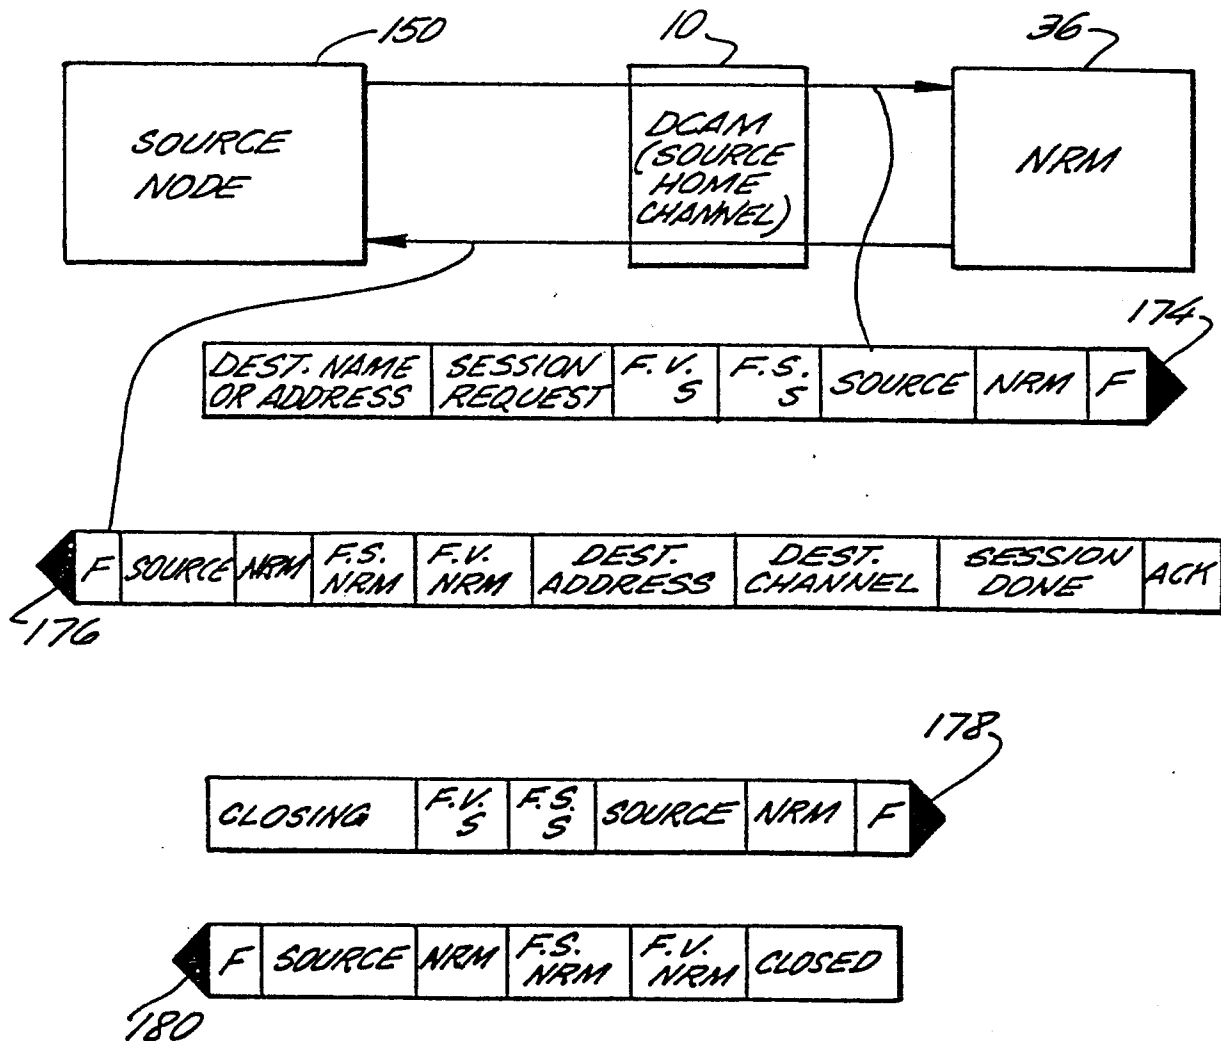 150
10
36
SOURCE
NODE
DCAM
(SOURCE
HOME
CHANNEL)
NRM
174
DEST. NAME
OR ADDRESS
SESSION
REQUEST
F.V.
S
F.S.
S
SOURCE
NRM
F
F
SOURCE
NRM
F.S.
NRM
F.V.
NRM
DEST.
ADDRESS
DEST.
CHANNEL
SESSION
DONE
ACK
176
178
CLOSING
F.V.
S
F.S.
S
SOURCE
NRM
F
F
SOURCE
NRM
F.S.
NRM
F.V.
NRM
CLOSED
180